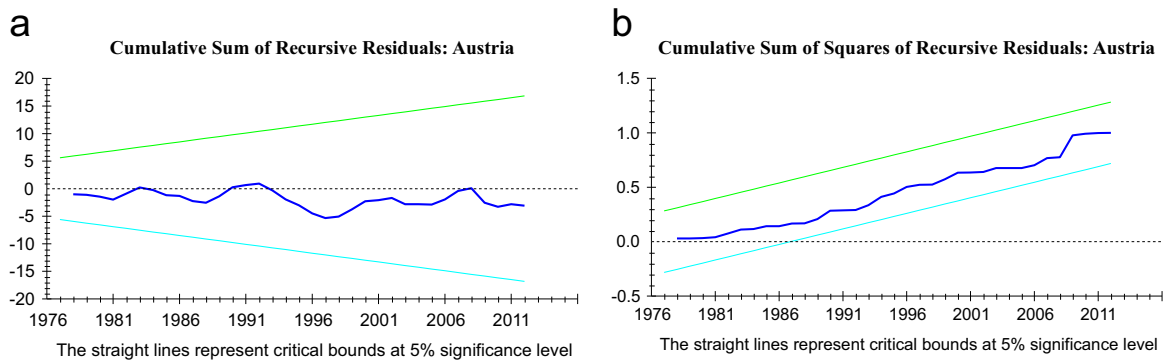 a
Cumulative Sum of Recursive Residuals: Austria
20
15
10
5
0
-5
-10
-15
-20
1976 1981 1986 1991 1996 2001 2006 2011
The straight lines represent critical bounds at 5% significance level
b
Cumulative Sum of Squares of Recursive Residuals: Austria
1.5
1.0
0.5
0.0
-0.5
1976 1981 1986 1991 1996 2001 2006 2011
The straight lines represent critical bounds at 5% significance level